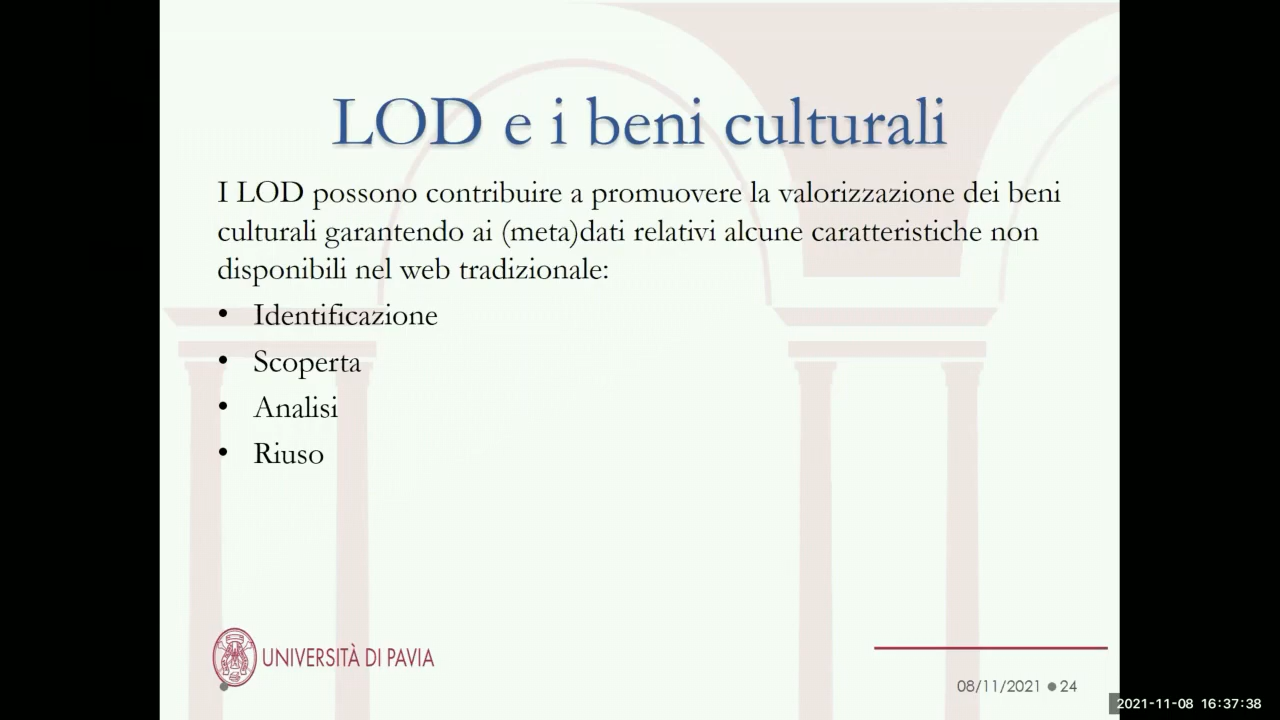 LOD e i beni culturali
I LOD possono contribuire a promuovere la valorizzazione dei beni
culturali garantendo ai (meta)dati relativi alcune caratteristiche non
disponibili nel web tradizionale:
• Identificazione
• Scoperta
• Analisi
• Riuso
UNIVERSITÀ DI PAVIA
08/11/2021 ● 24
2021-11-08 16:37:38